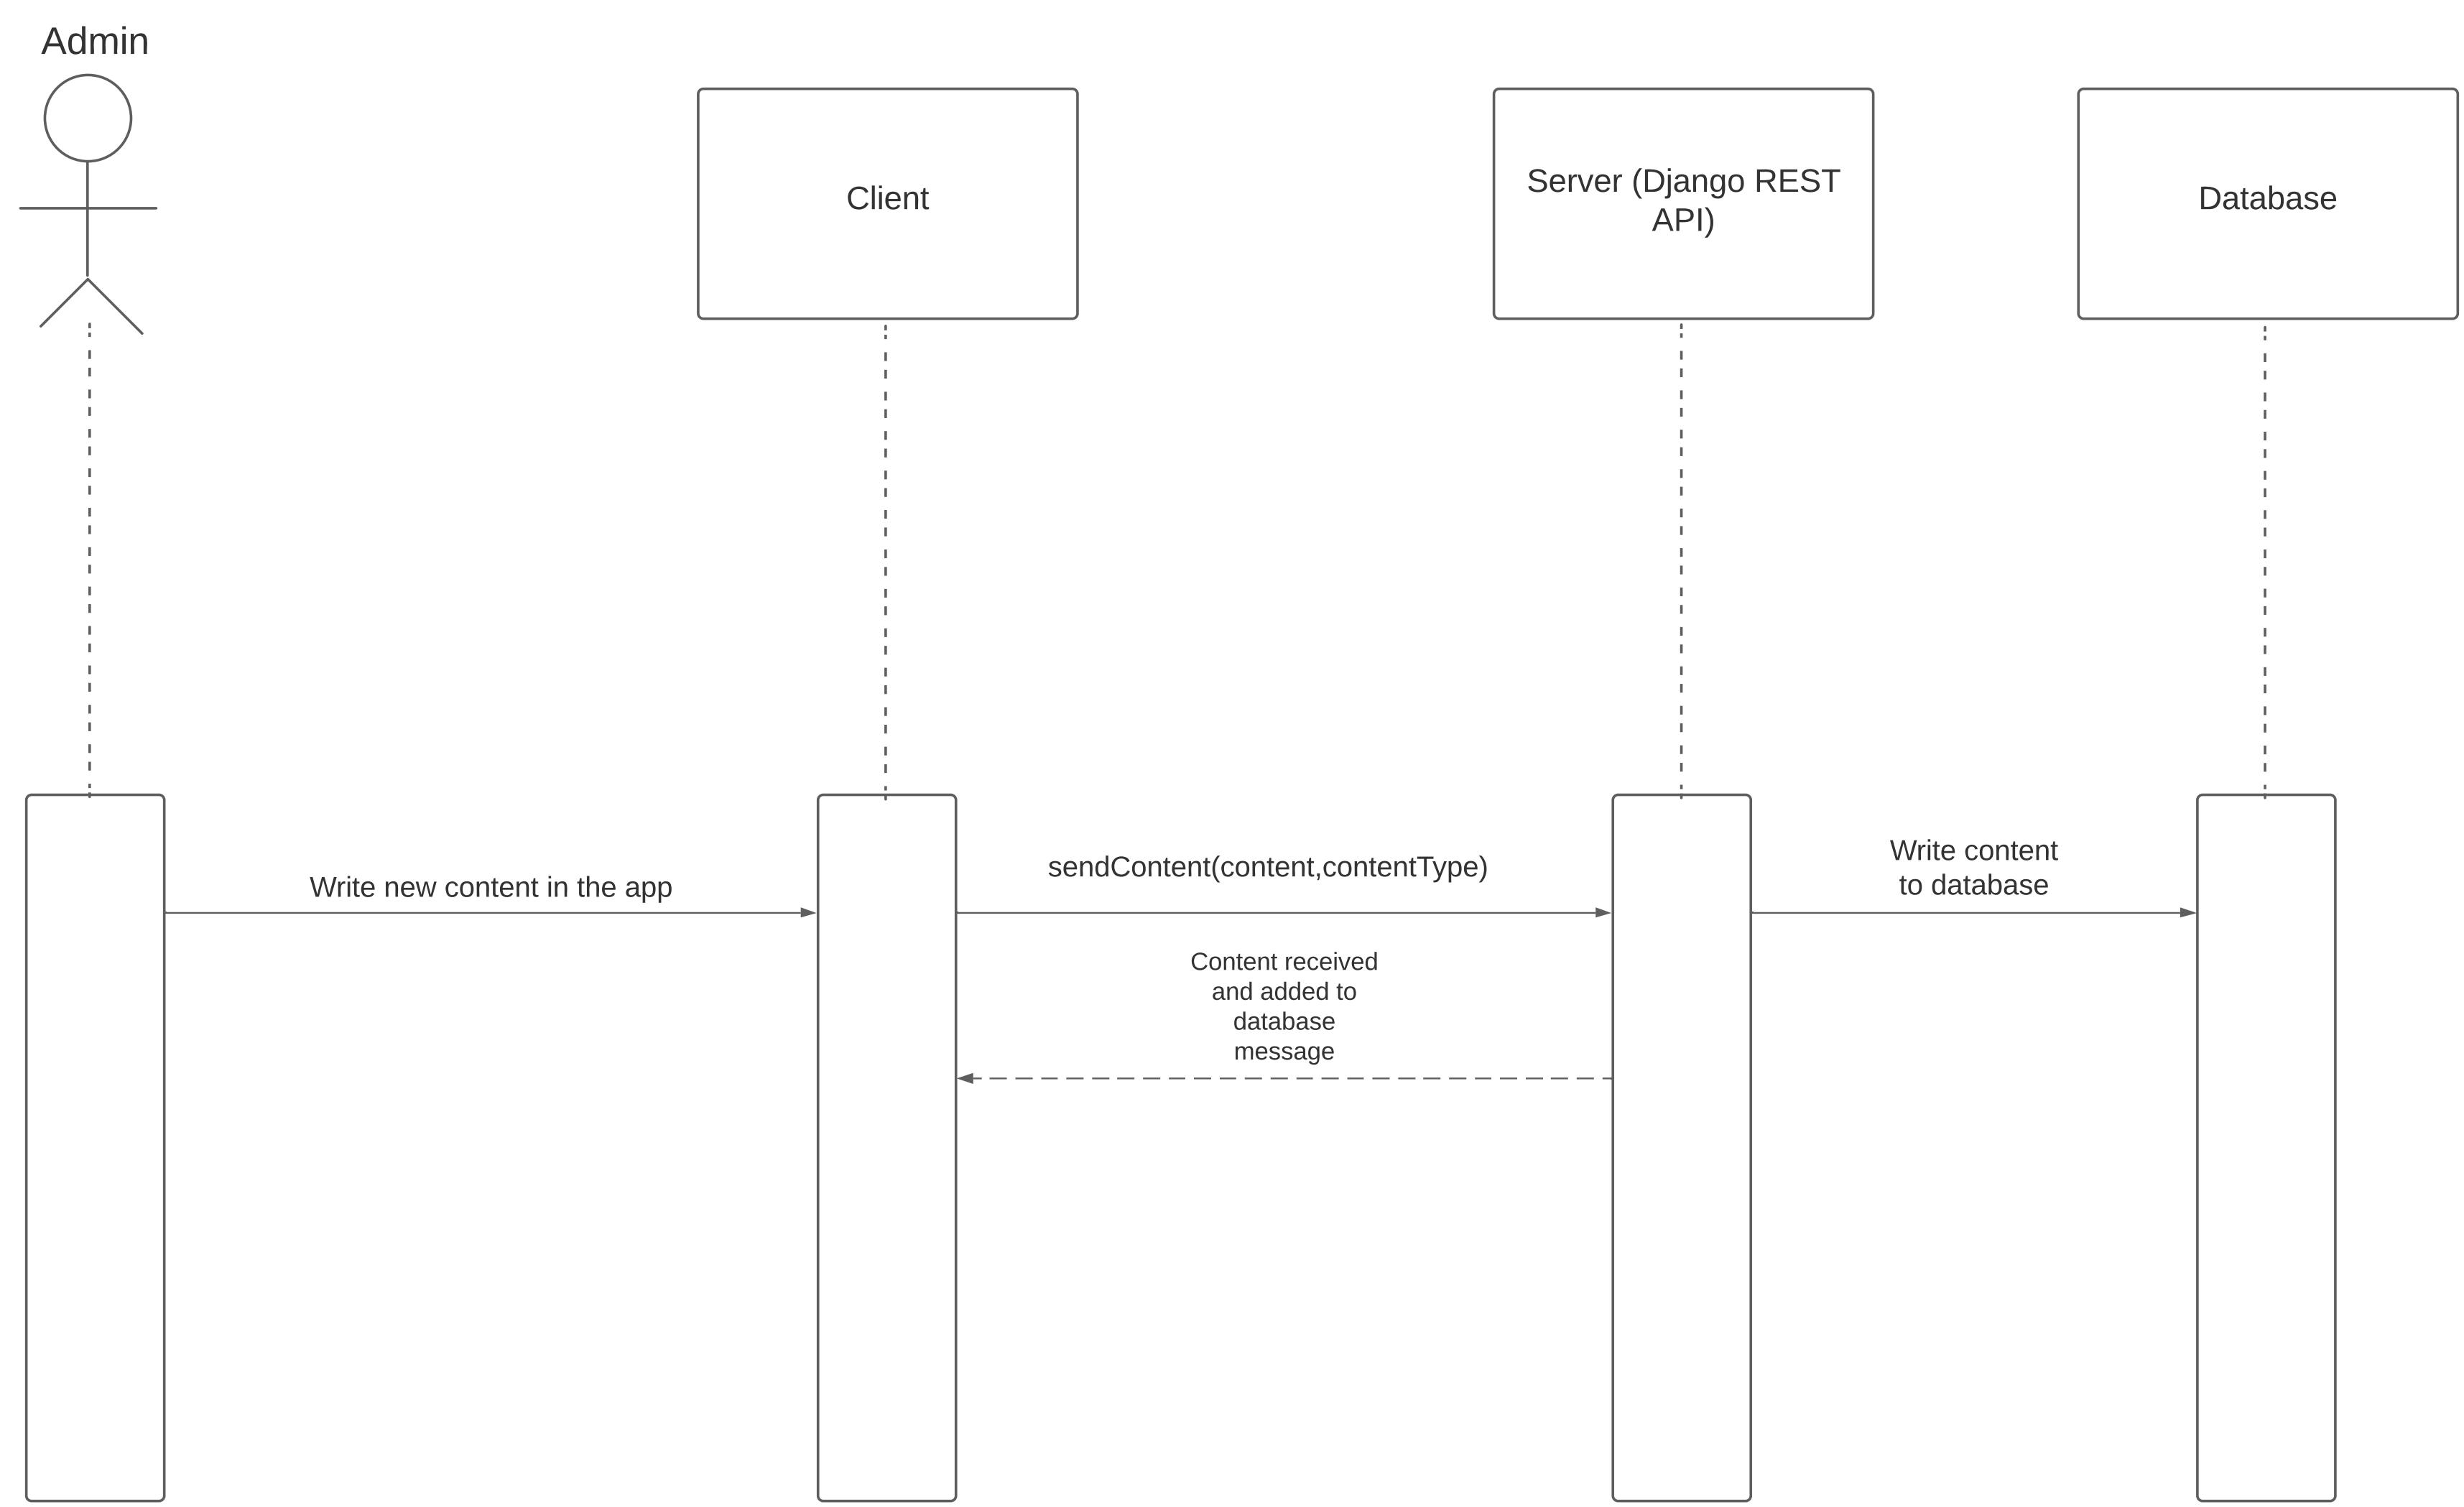 Admin
Client
Server (Django REST
API)
Database
Write new content in the app
sendContent(content,contentType)
Write content
to database
Content received
and added to
database
message